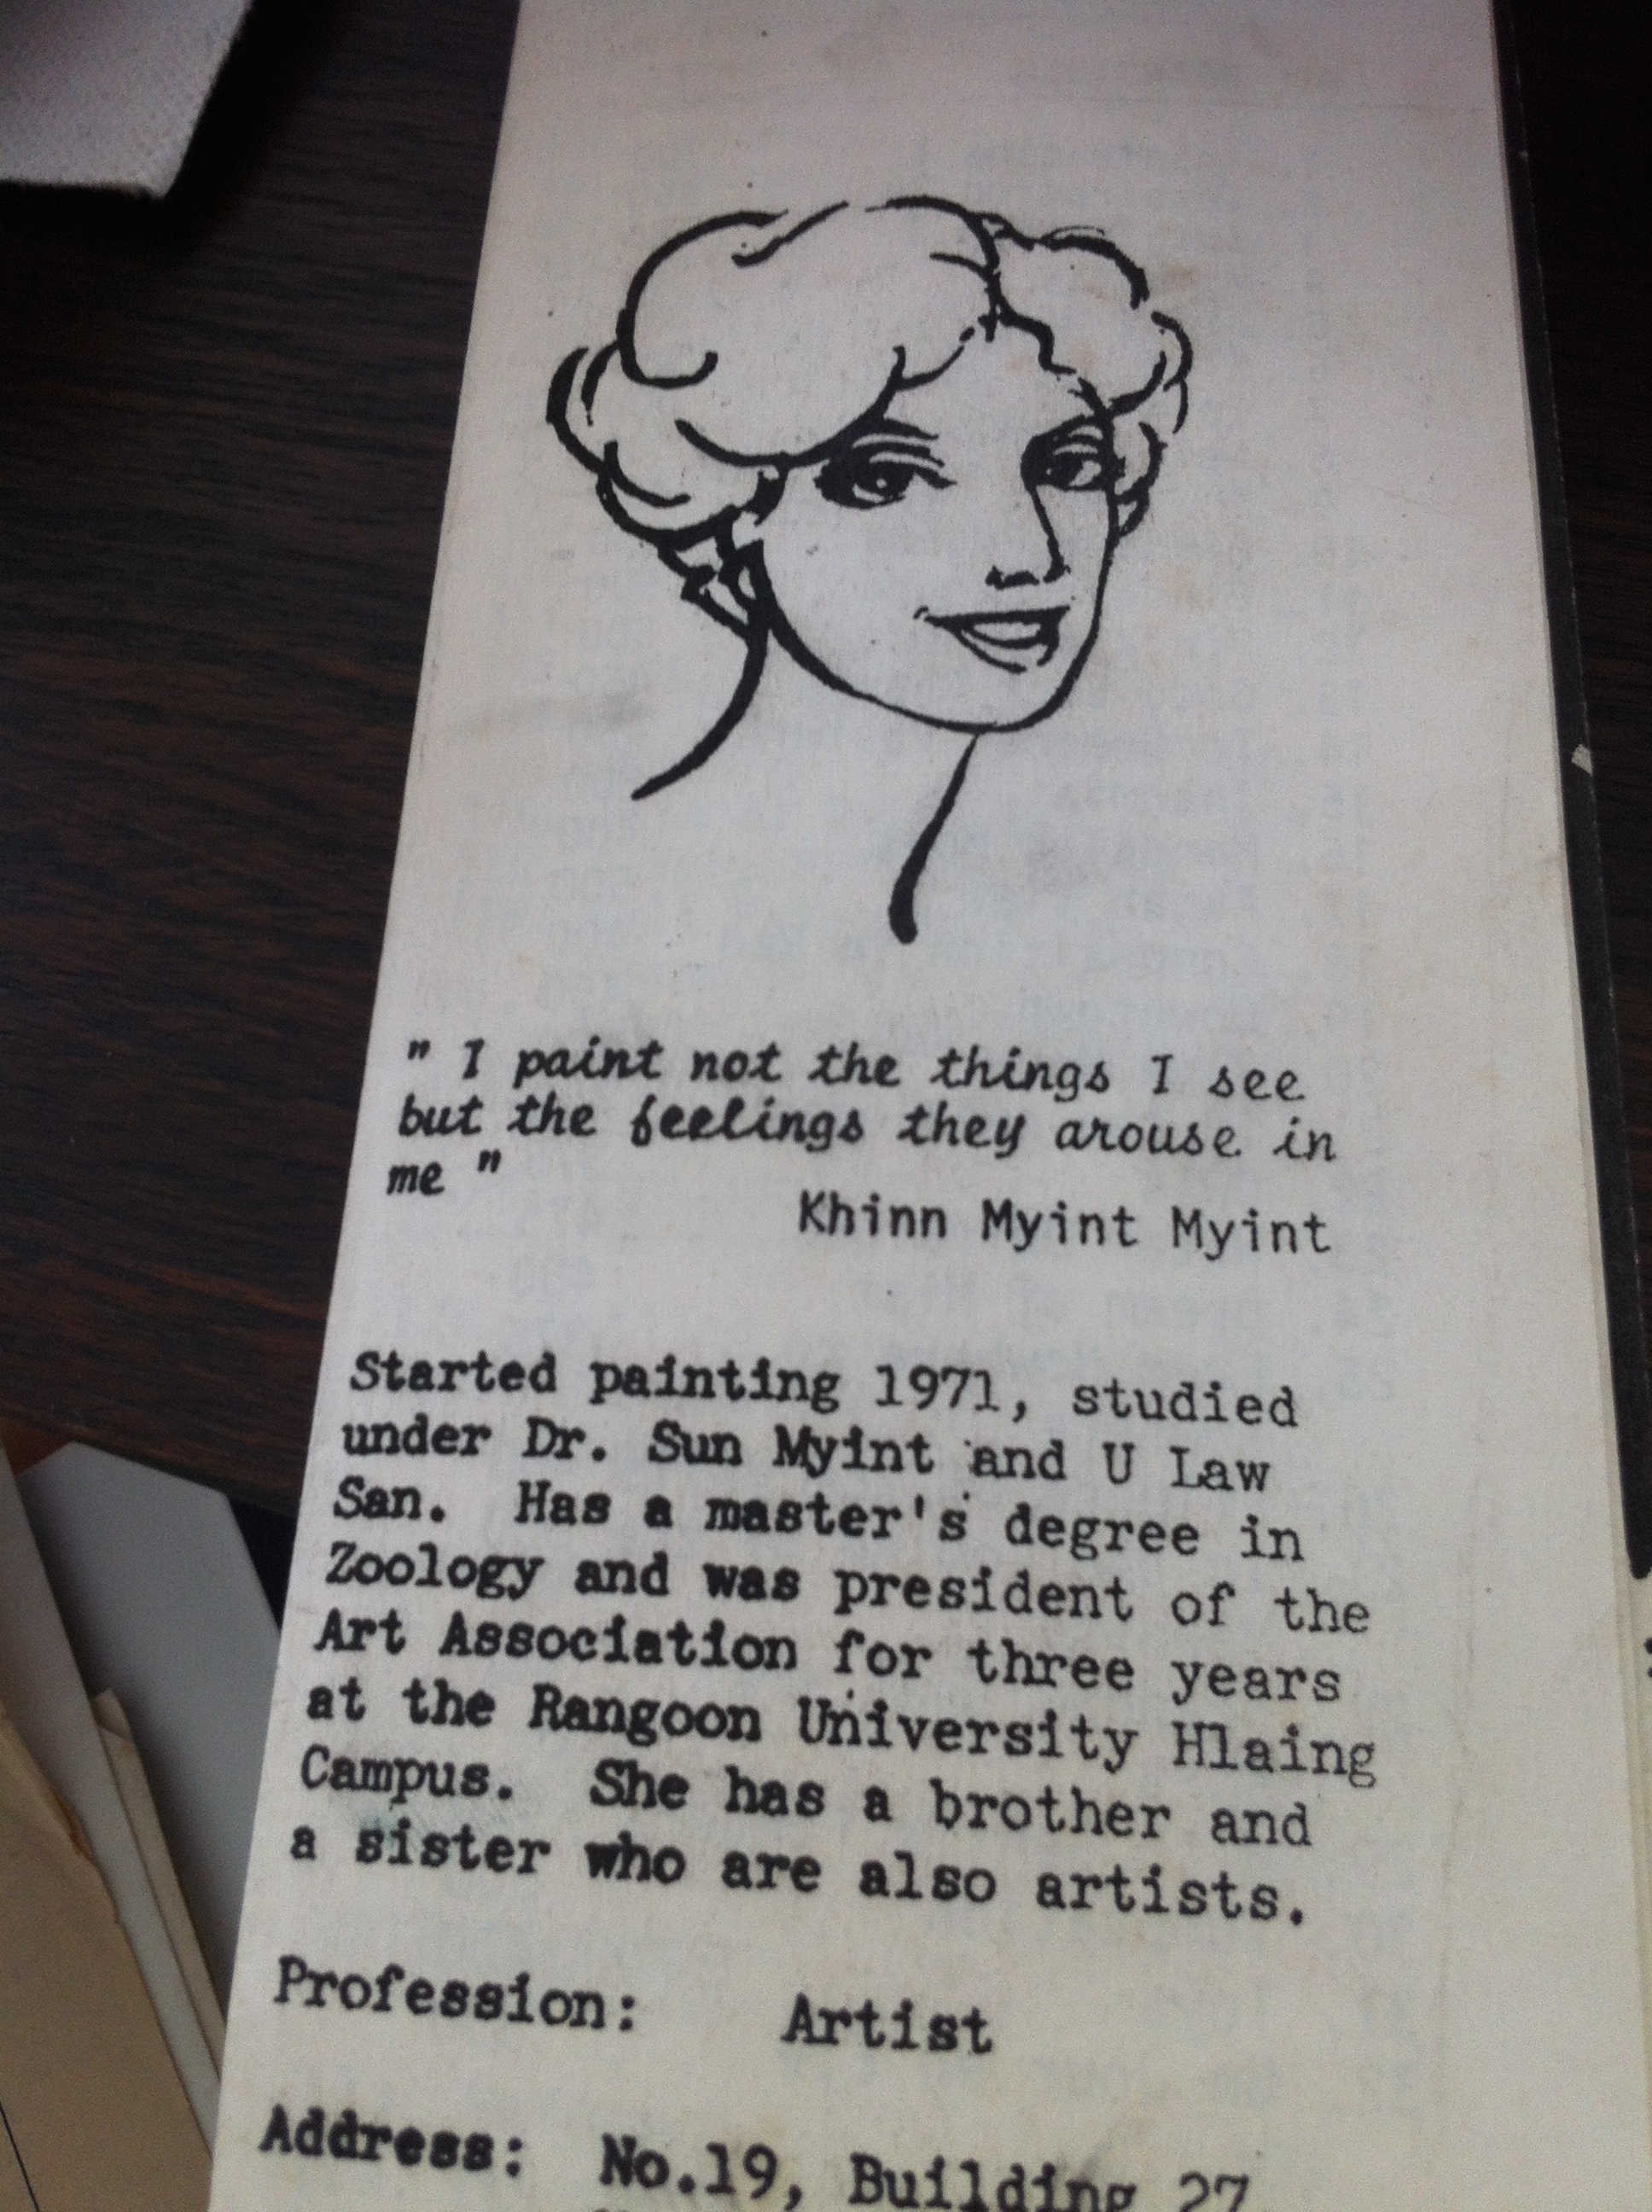 " I paint not the things I see
but the feelings they arouse in
me "
Khinn Myint Myint
Started painting 1971, studied
under Dr. Sun Myint and U Law
San. Has a master's degree in
Zoology and was president of the
Art Association for three years
at the Rangoon University Hlaing
Campus. She has a brother and
a sister who are also artists.
Profession: Artist
Address: No.19, Building 27